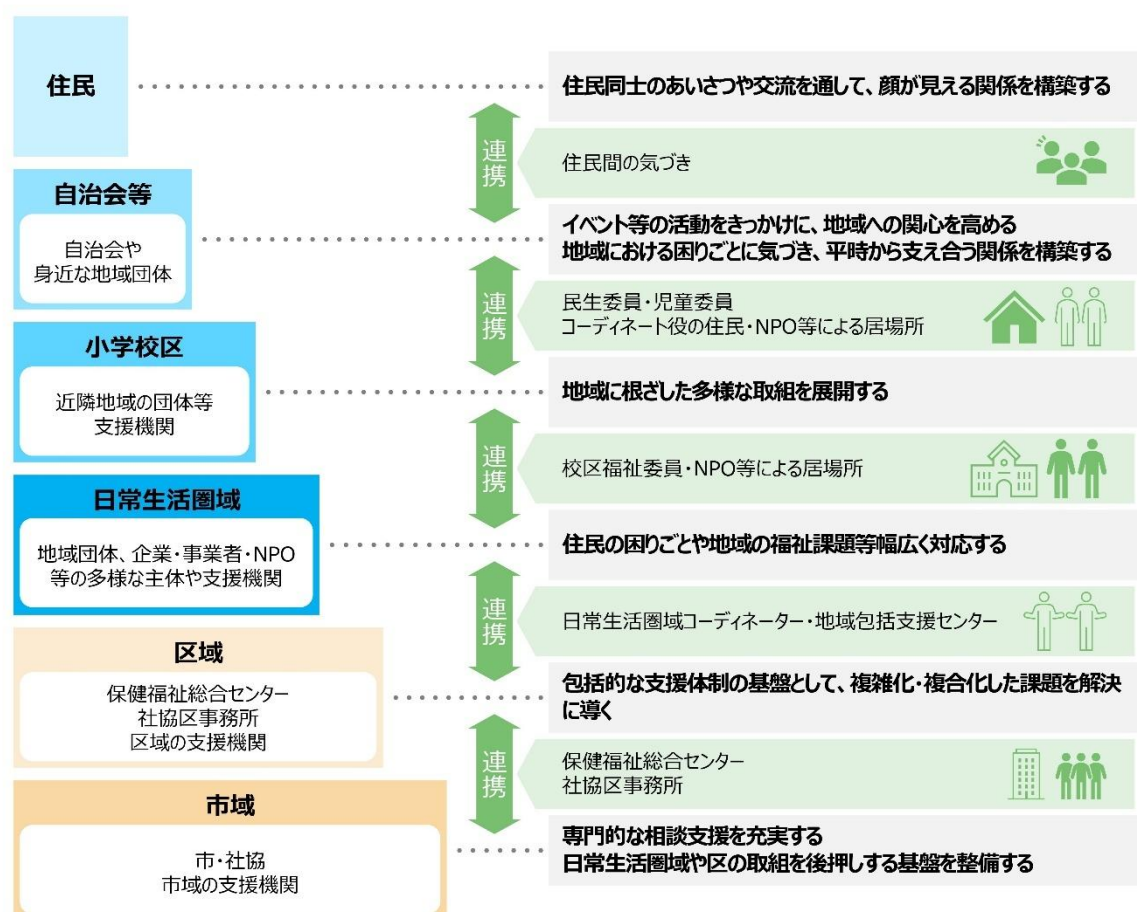 住民
住民同士のあいさつや交流を通して、顔が見える関係を構築する
連携
住民間の気づき
自治会等
自治会や
身近な地域団体
イベント等の活動をきっかけに、地域への関心を高める
地域における困りごとに気づき、平時から支え合う関係を構築する
連携
民生委員・児童委員
コーディネート役の住民・NPO等による居場所
小学校区
近隣地域の団体等
支援機関
地域に根ざした多様な取組を展開する
連携
校区福祉委員・NPO等による居場所
日常生活圏域
地域団体、企業・事業者・NPO
等の多様な主体や支援機関
住民の困りごとや地域の福祉課題等幅広く対応する
連携
日常生活圏域コーディネーター・地域包括支援センター
区域
保健福祉総合センター
社協区事務所
区域の支援機関
包括的な支援体制の基盤として、複雑化・複合化した課題を解決
に導く
連携
保健福祉総合センター
社協区事務所
市域
市・社協
市域の支援機関
専門的な相談支援を充実する
日常生活圏域や区の取組を後押しする基盤を整備する